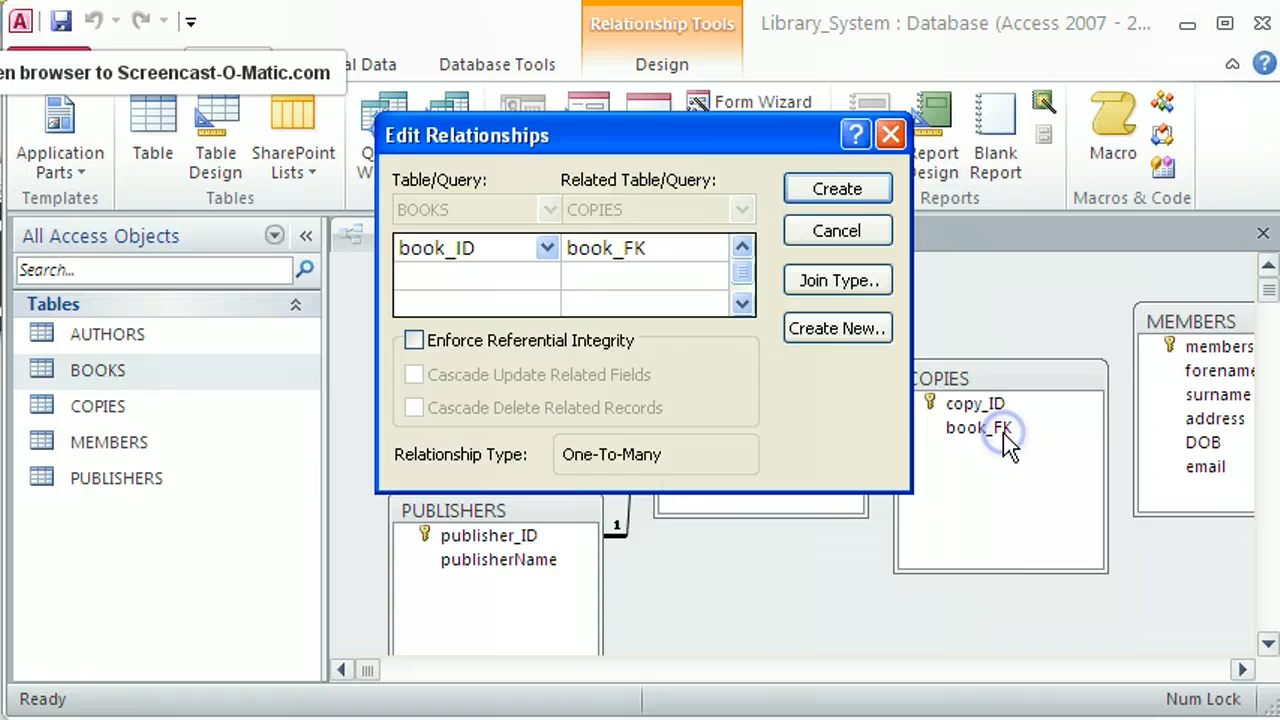 A
Relationship Tools
Library_System : Database (Access 2007 - 2...
en browser to Screencast-O-Matic.com
al Data
Database Tools
Design
?
Application
Parts
Table
Table
Design
SharePoint
Lists
Q
W
Form Wizard
Report
Design
Blank
Report
Macro
Templates
Tables
Reports
Macros & Code
All Access Objects
Search...
Tables
AUTHORS
BOOKS
COPIES
MEMBERS
PUBLISHERS
Edit Relationships
?
Table/Query:
Related Table/Query:
BOOKS
COPIES
book_ID
book_FK
Create
Cancel
Join Type..
Create New..
Enforce Referential Integrity
Cascade Update Related Fields
Cascade Delete Related Records
Relationship Type:
One-To-Many
PUBLISHERS
publisher_ID
publisherName
1
COPIES
copy_ID
book_FK
MEMBERS
members
forename
surname
address
DOB
email
Ready
Num Lock